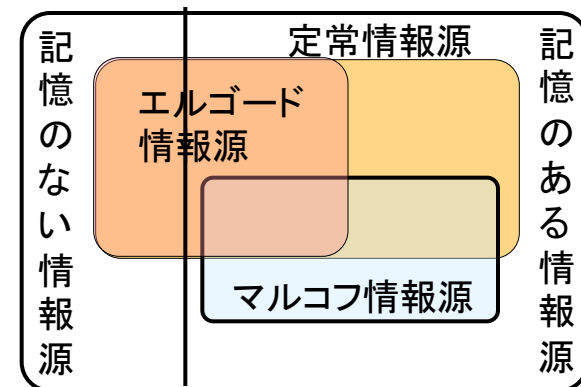 記憶のない情報源
定常情報源
エルゴード
情報源
マルコフ情報源
記憶のある情報源